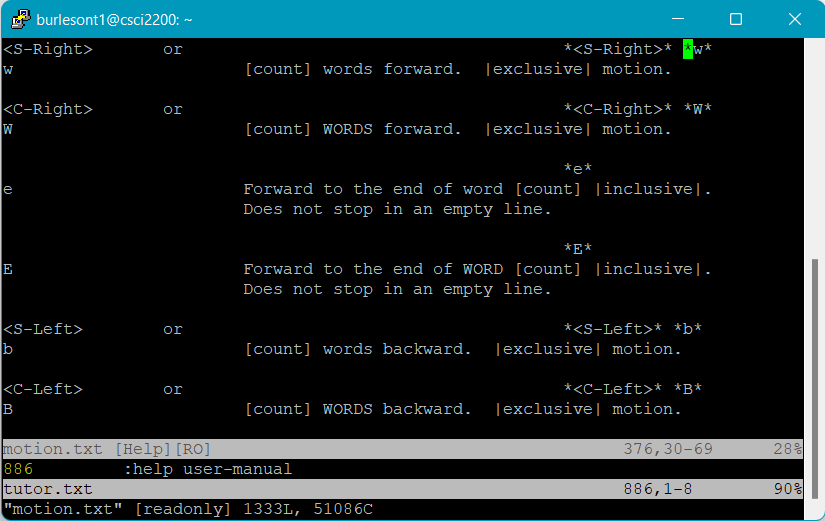 burlesont1@csci2200: ~
<S-Right> or *<S-Right>* *w*
w [count] words forward. |exclusive| motion.
<C-Right> or *<C-Right>* *W*
W [count] WORDS forward. |exclusive| motion.
*e*
e Forward to the end of word [count] |inclusive|.
Does not stop in an empty line.
*E*
E Forward to the end of WORD [count] |inclusive|.
Does not stop in an empty line.
<S-Left> or *<S-Left>* *b*
b [count] words backward. |exclusive| motion.
<C-Left> or *<C-Left>* *B*
B [count] WORDS backward. |exclusive| motion.
motion.txt [Help][RO] 376,30-69 28%
886 :help user-manual
tutor.txt 886,1-8 90%
"motion.txt" [readonly] 1333L, 51086C